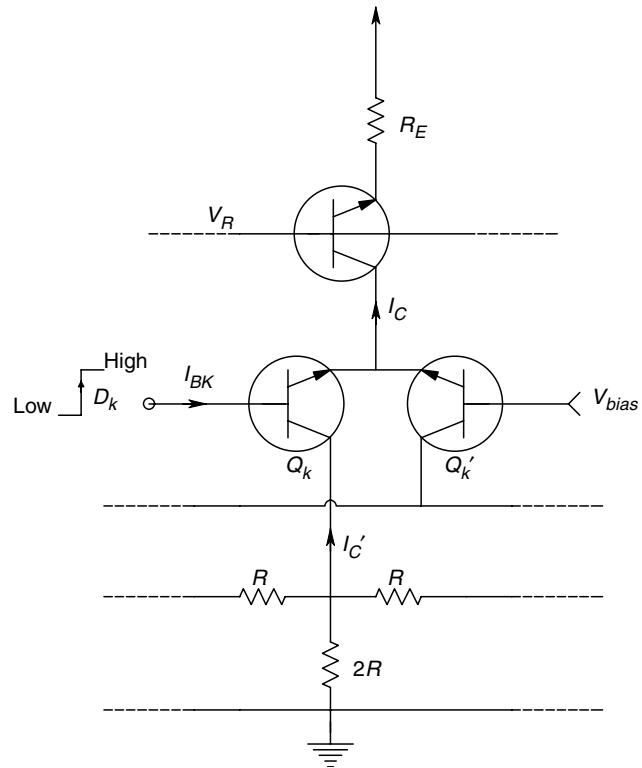 R_E
V_R
I_C
High
Low
D_k
I_BK
V_bias
Q_k
Q_k′
I_C′
R
R
2R